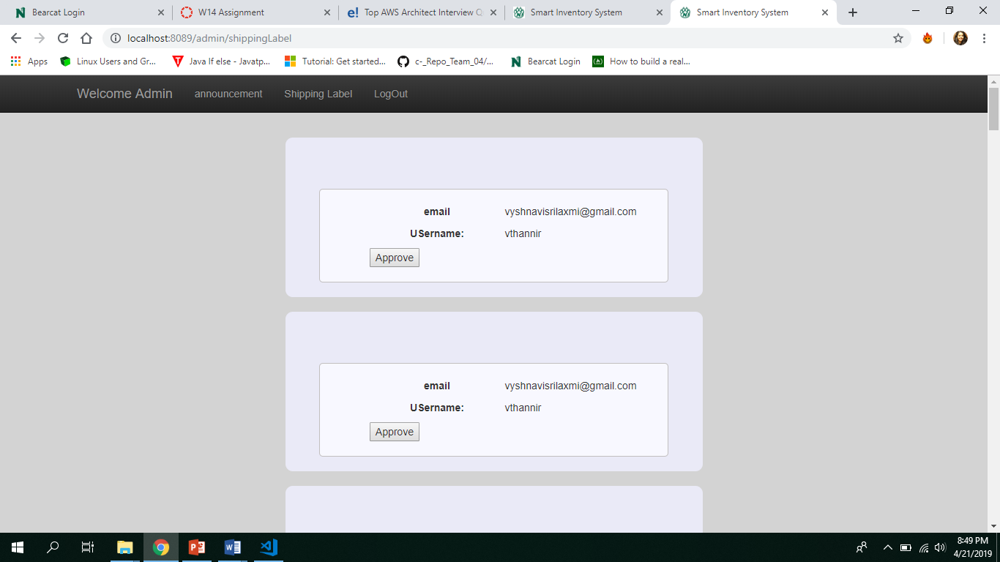 Bearcat Login
W14 Assignment
Top AWS Architect Interview Q
Smart Inventory System
Smart Inventory System
localhost:8089/admin/shippingLabel
Apps
Linux Users and Gr...
Java If else - Javatp...
Tutorial: Get started...
c-_Repo_Team_04/...
Bearcat Login
How to build a real...
Welcome Admin
announcement
Shipping Label
LogOut
email vyshnavisrilaxmi@gmail.com
USername: vthannir
Approve
email vyshnavisrilaxmi@gmail.com
USername: vthannir
Approve
8:49 PM
4/21/2019